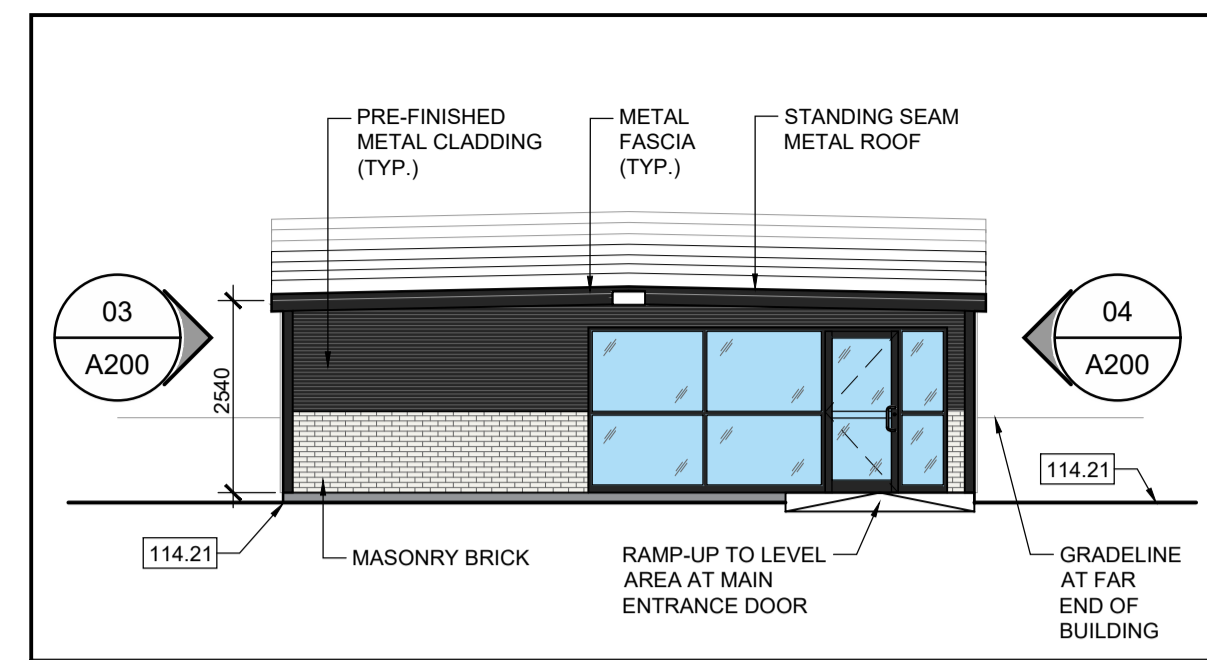 PRE-FINISHED
METAL CLADDING
(TYP.)
METAL
FASCIA
(TYP.)
STANDING SEAM
METAL ROOF
03
A200
04
A200
2540
114.21
114.21
MASONRY BRICK
RAMP-UP TO LEVEL
AREA AT MAIN
ENTRANCE DOOR
GRADELINE
AT FAR
END OF
BUILDING